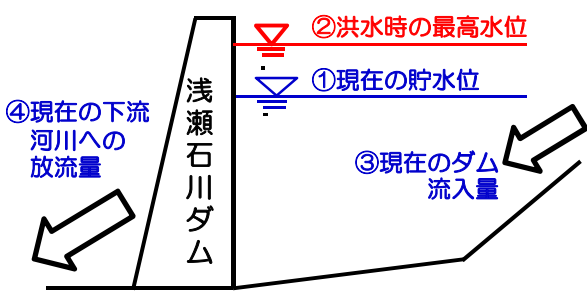 ②洪水時の最高水位
①現在の貯水位
④現在の下流
河川への
放流量
浅瀬石川ダム
③現在のダム
流入量